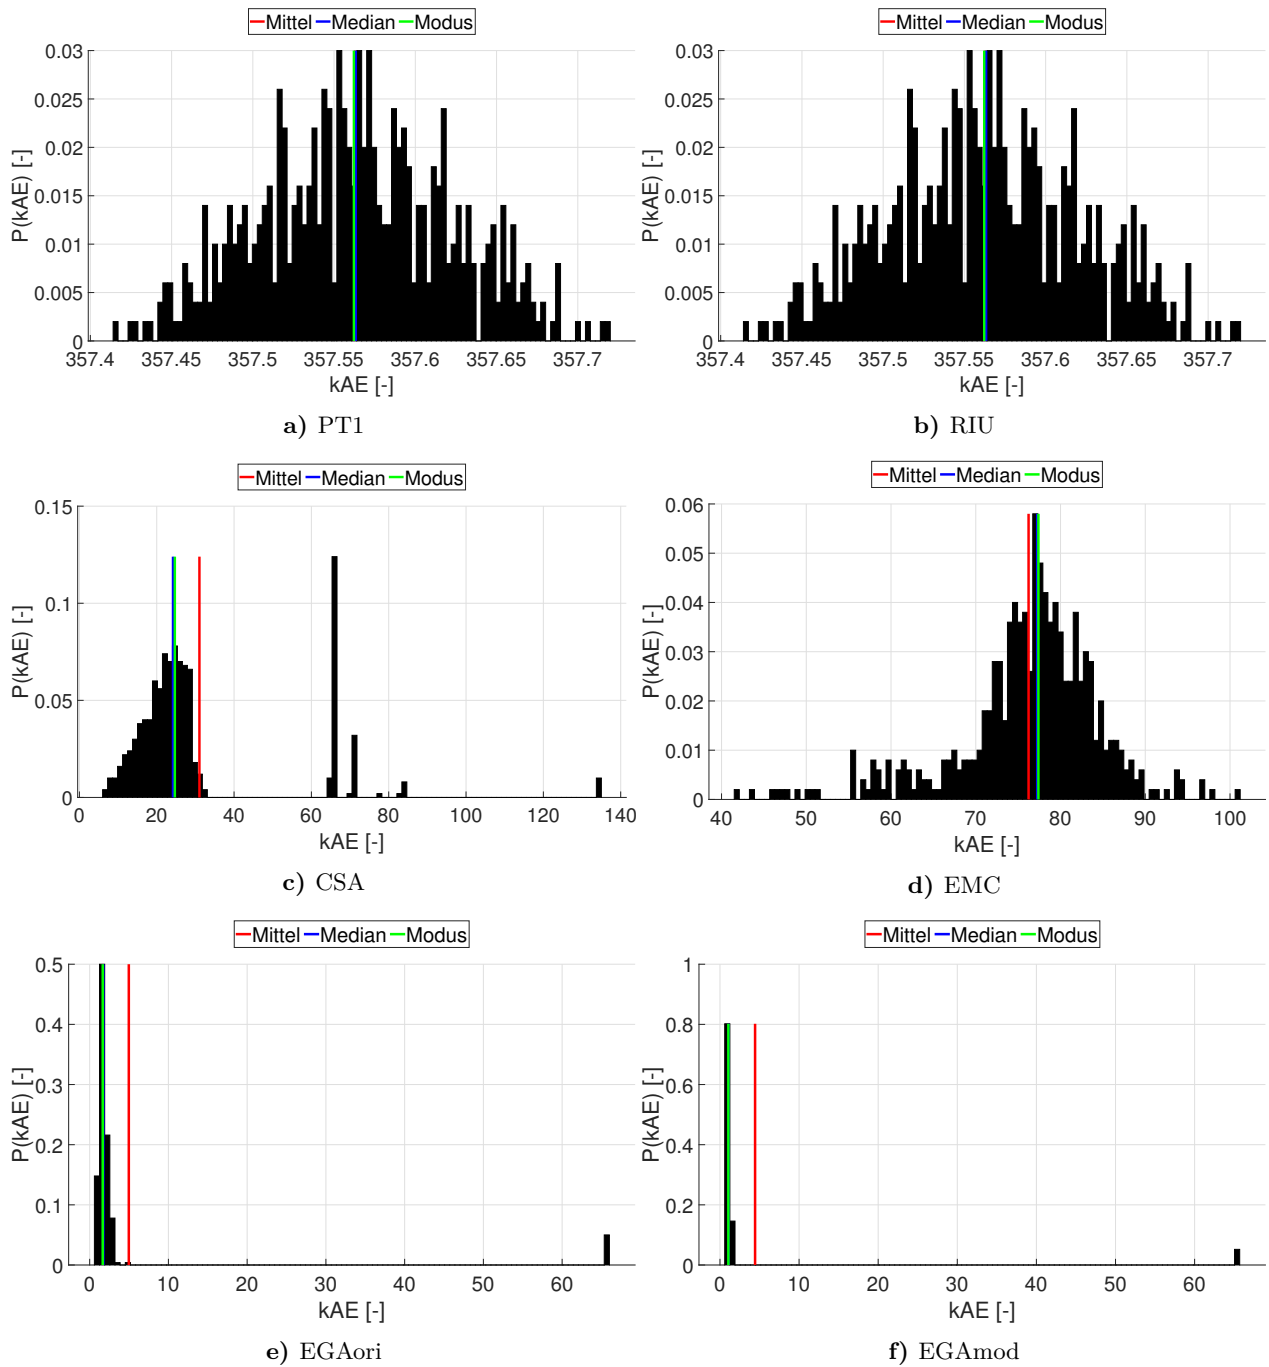 Mittel Median Modus
0.03
0.025
0.02
0.015
0.01
0.005
0
P(kAE) [-]
357.4 357.45 357.5 357.55 357.6 357.65 357.7
kAE [-]
a) PT1
Mittel Median Modus
0.03
0.025
0.02
0.015
0.01
0.005
0
P(kAE) [-]
357.4 357.45 357.5 357.55 357.6 357.65 357.7
kAE [-]
b) RIU
Mittel Median Modus
0.15
0.1
0.05
0
P(kAE) [-]
0 20 40 60 80 100 120 140
kAE [-]
c) CSA
Mittel Median Modus
0.06
0.05
0.04
0.03
0.02
0.01
0
P(kAE) [-]
40 50 60 70 80 90 100
kAE [-]
d) EMC
Mittel Median Modus
0.5
0.4
0.3
0.2
0.1
0
P(kAE) [-]
0 10 20 30 40 50 60
kAE [-]
e) EGAori
Mittel Median Modus
1
0.8
0.6
0.4
0.2
0
P(kAE) [-]
0 10 20 30 40 50 60
kAE [-]
f) EGAmod